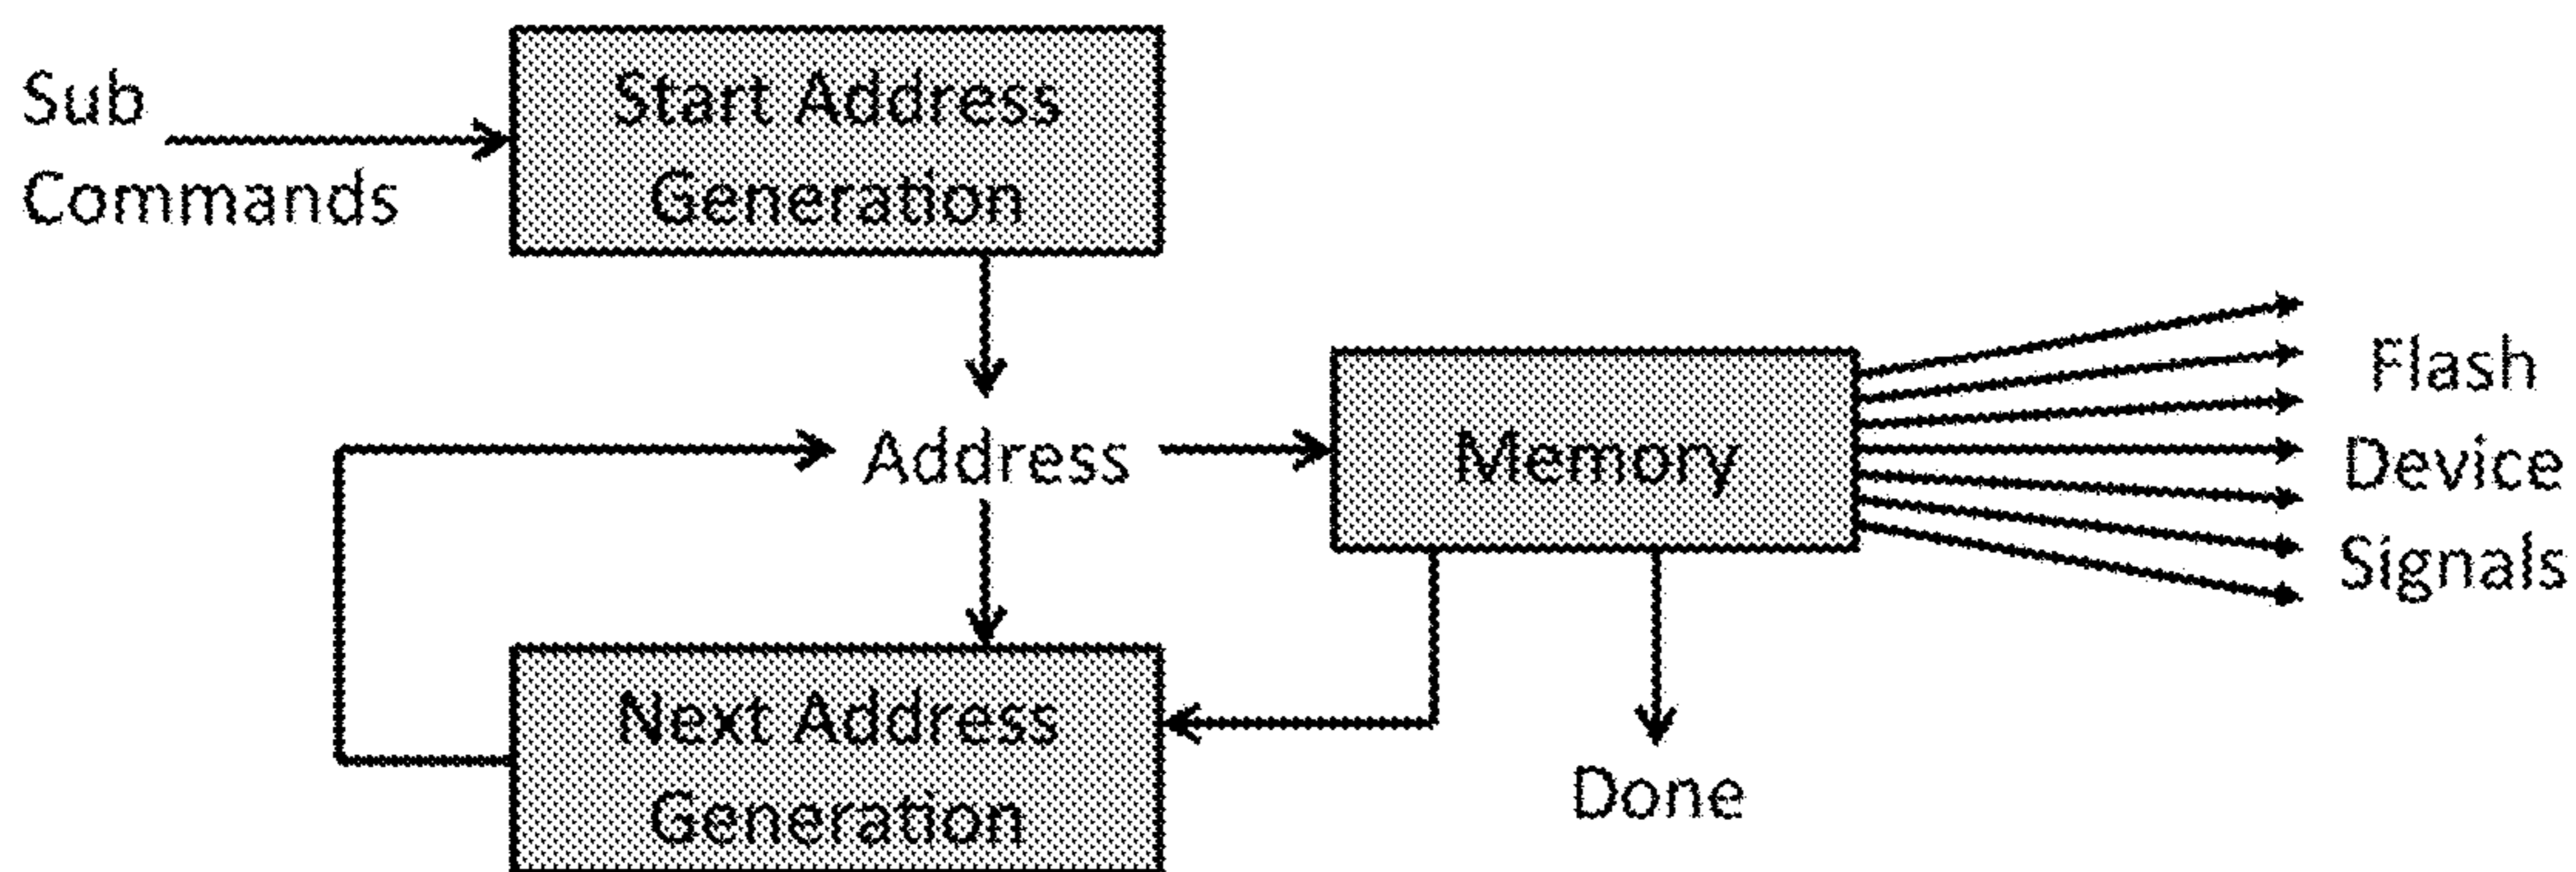 Sub
Commands
Start Address
Generation
Address
Memory
Flash
Device
Signals
Next Address
Generation
Done